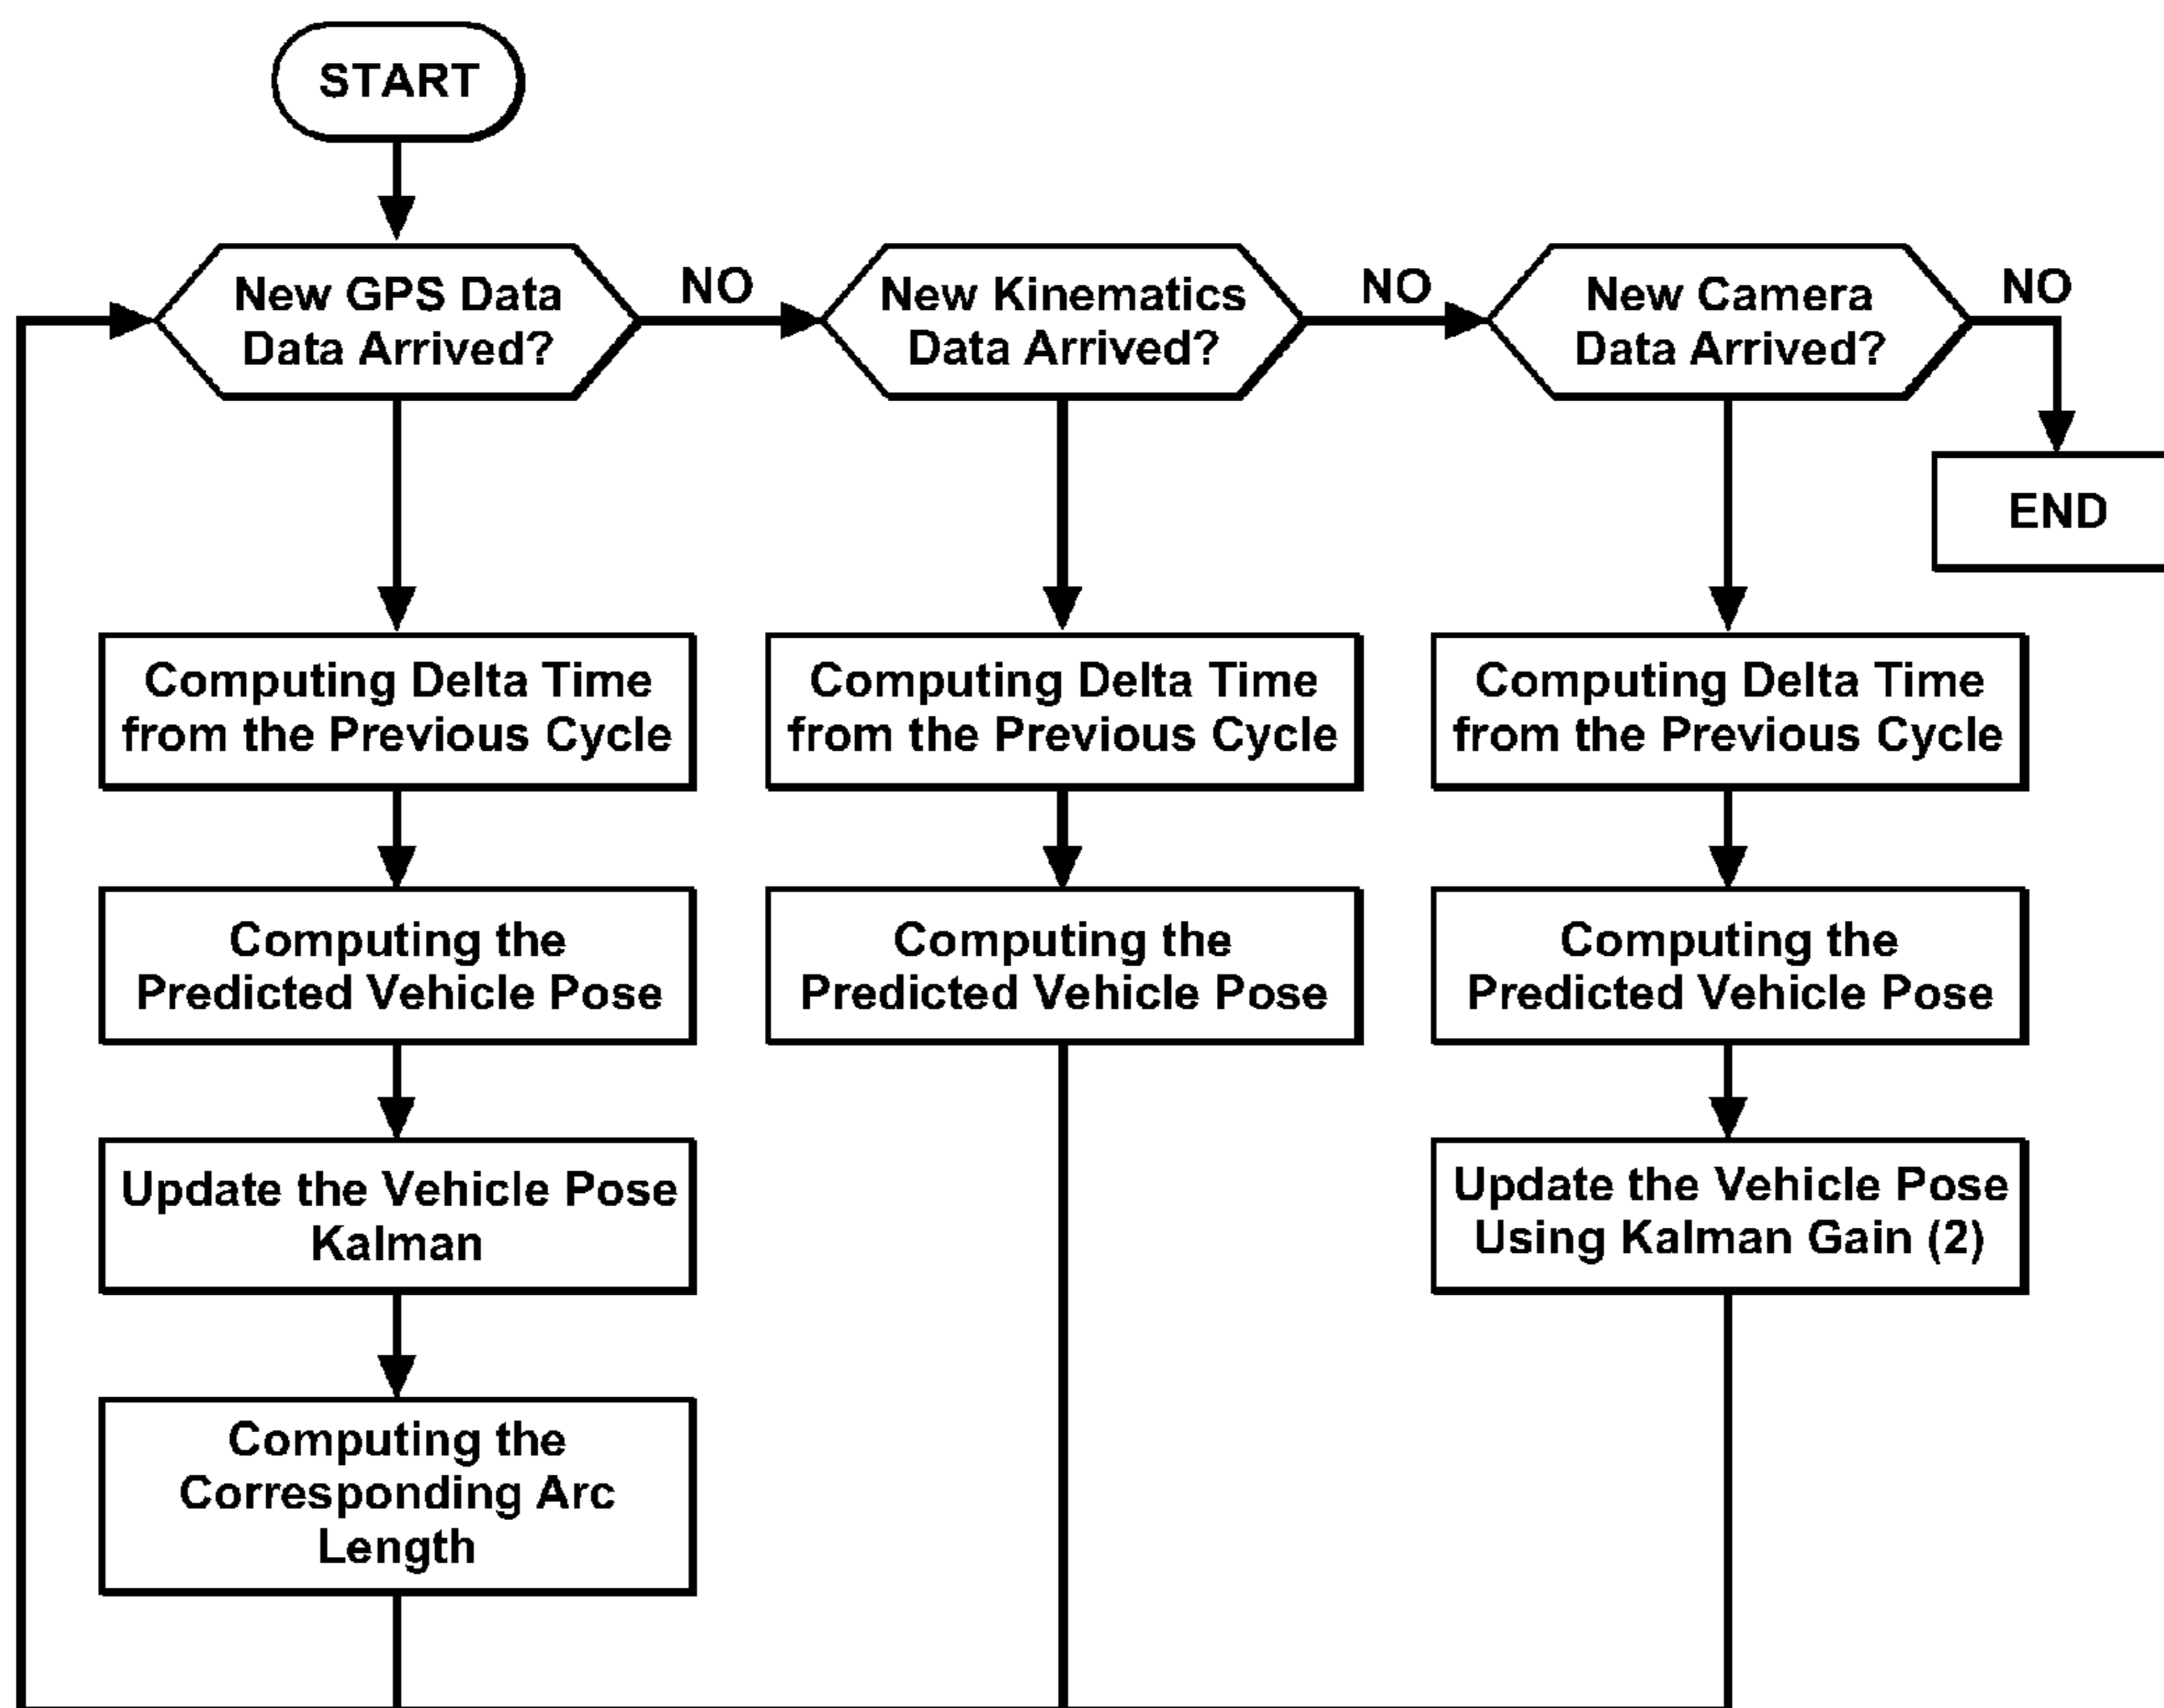 START
New GPS Data
Data Arrived?
NO
New Kinematics
Data Arrived?
NO
New Camera
Data Arrived?
NO
END
Computing Delta Time
from the Previous Cycle
Computing Delta Time
from the Previous Cycle
Computing Delta Time
from the Previous Cycle
Computing the
Predicted Vehicle Pose
Computing the
Predicted Vehicle Pose
Computing the
Predicted Vehicle Pose
Update the Vehicle Pose
Kalman
Update the Vehicle Pose
Using Kalman Gain (2)
Computing the
Corresponding Arc
Length